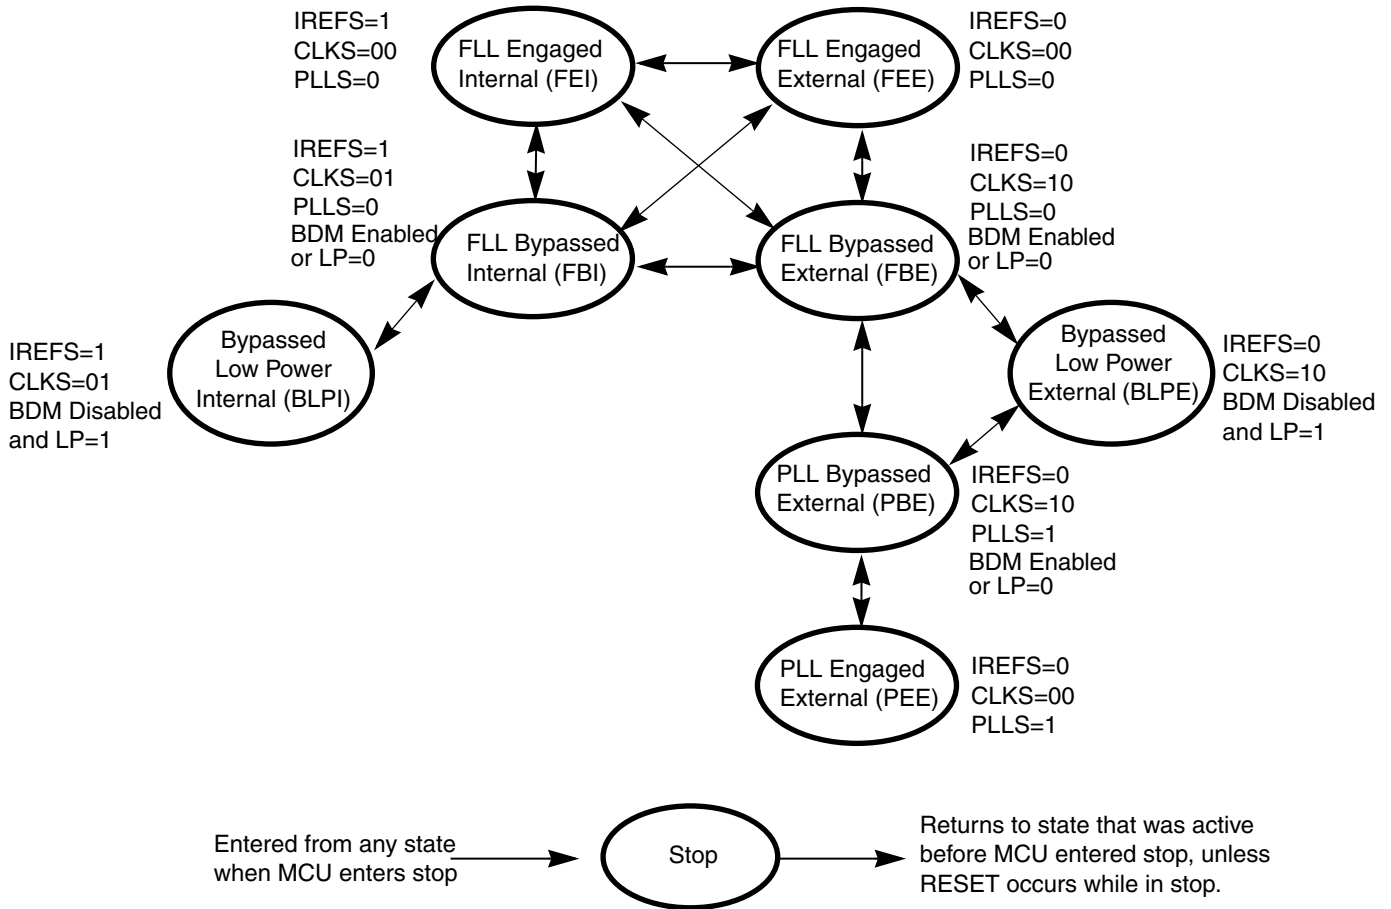 IREFS=1
CLKS=00
PLLS=0
FLL Engaged
Internal (FEI)
FLL Engaged
External (FEE)
IREFS=0
CLKS=00
PLLS=0
IREFS=1
CLKS=01
PLLS=0
BDM Enabled
or LP=0
FLL Bypassed
Internal (FBI)
FLL Bypassed
External (FBE)
IREFS=0
CLKS=10
PLLS=0
BDM Enabled
or LP=0
IREFS=1
CLKS=01
BDM Disabled
and LP=1
Bypassed
Low Power
Internal (BLPI)
Bypassed
Low Power
External (BLPE)
IREFS=0
CLKS=10
BDM Disabled
and LP=1
PLL Bypassed
External (PBE)
IREFS=0
CLKS=10
PLLS=1
BDM Enabled
or LP=0
PLL Engaged
External (PEE)
IREFS=0
CLKS=00
PLLS=1
Entered from any state
when MCU enters stop
Stop
Returns to state that was active
before MCU entered stop, unless
RESET occurs while in stop.